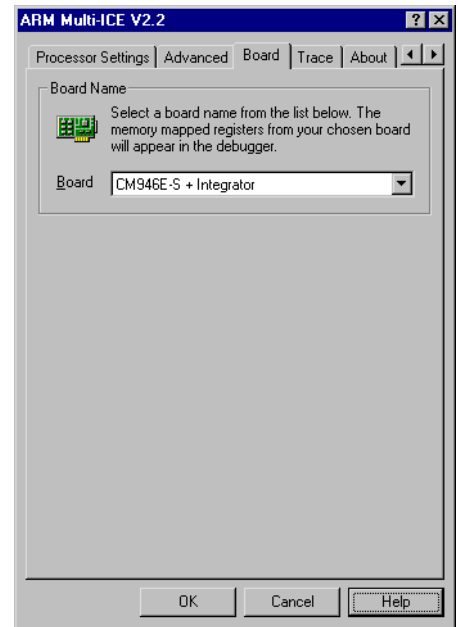 ARM Multi-ICE V2.2
Processor Settings Advanced Board Trace About
Board Name
Select a board name from the list below. The
memory mapped registers from your chosen board
will appear in the debugger.
Board CM946E-S + Integrator
OK Cancel Help